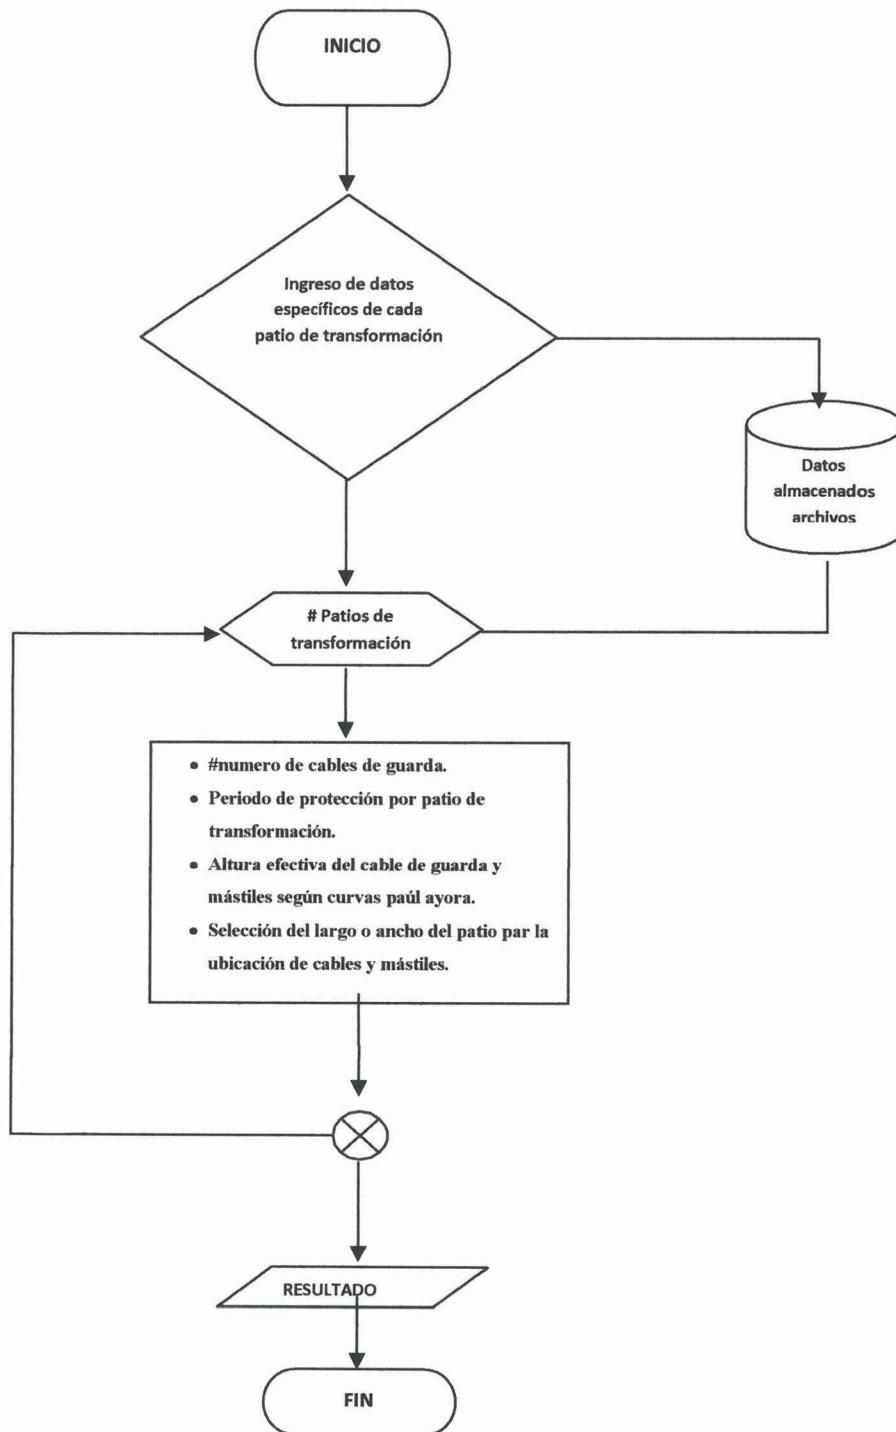 INICIO
Ingreso de datos
específicos de cada
patio de transformación
Datos
almacenados
archivos
# Patios de
transformación
• #numero de cables de guarda.
• Periodo de protección por patio de
transformación.
• Altura efectiva del cable de guarda y
mástiles según curvas paúl ayora.
• Selección del largo o ancho del patio par la
ubicación de cables y mástiles.
RESULTADO
FIN